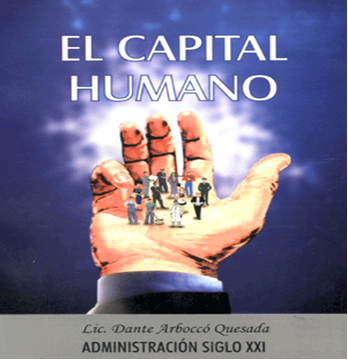 EL CAPITAL
HUMANO
Lic. Dante Arboccó Quesada
ADMINISTRACIÓN SIGLO XXI